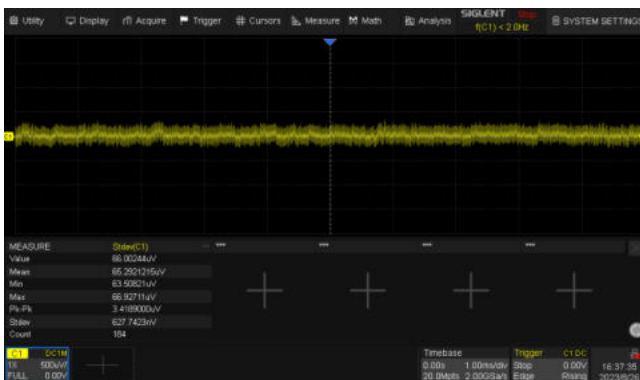 Utility Display Acquire Trigger Cursors Measure Math Analysis SIGLENT Stop SYSTEM SETTING
f(C1) < 2.0Hz
C1
MEASURE Stdev(C1) *** *** *** ***
Value 66.00244uV
Mean 65.2921215uV
Min 63.50821uV
Max 66.92711uV
Pk-Pk 3.4189000uV
Stdev 627.7423nV
Count 184
C1 DC1M Timebase Trigger C1 DC
1X 500uV/ 0.00s 1.00ms/div Stop 0.00V 16:37:35
FULL 0.00V 20.0Mpts 2.00GSa/s Edge Rising